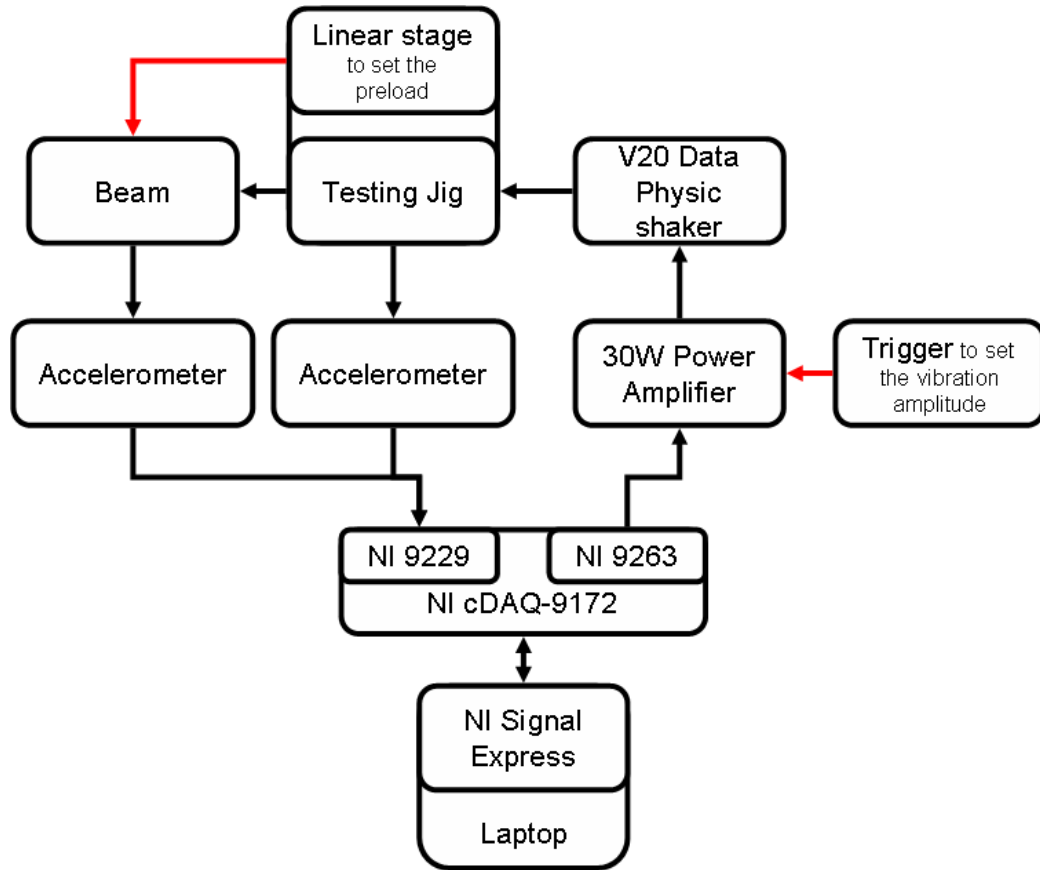 Linear stage
to set the
preload
Beam
Testing Jig
V20 Data
Physic
shaker
Accelerometer
Accelerometer
30W Power
Amplifier
Trigger to set
the vibration
amplitude
NI 9229
NI 9263
NI cDAQ-9172
NI Signal
Express
Laptop